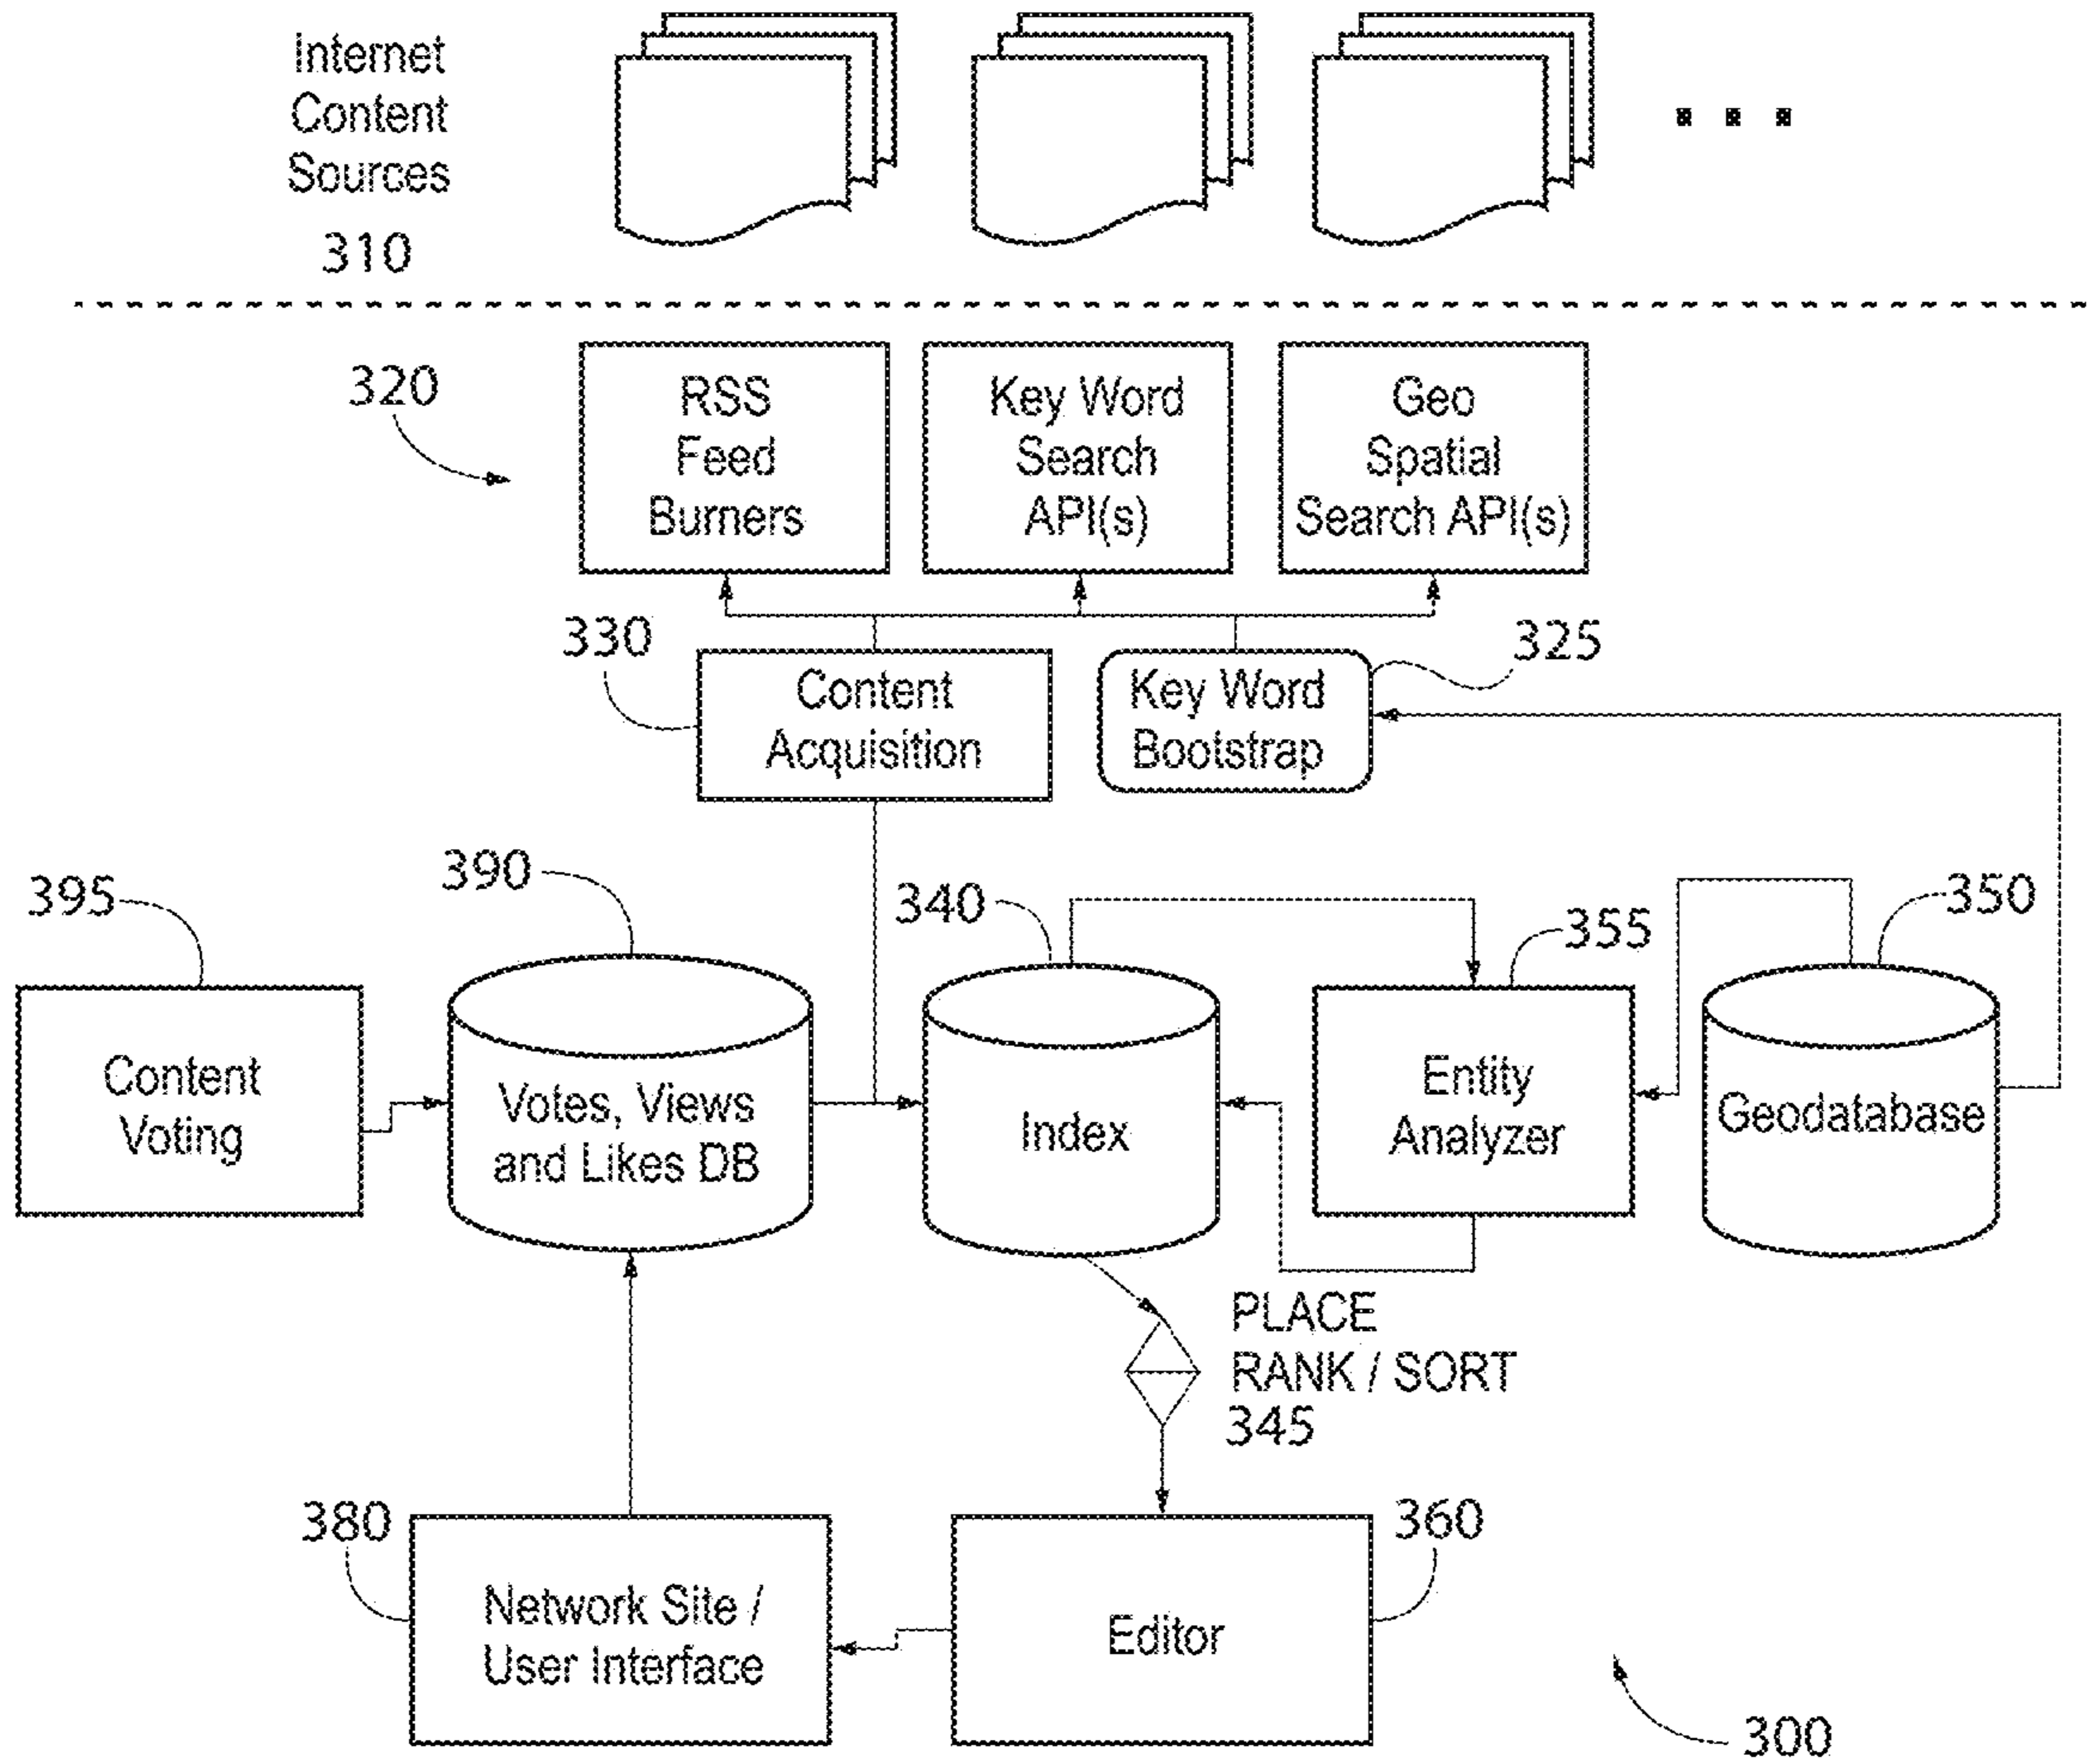 Internet
Content
Sources
310
320
RSS
Feed
Burners
Key Word
Search
API(s)
Geo
Spatial
Search API(s)
330
Content
Acquisition
Key Word
Bootstrap
325
395
390
340
355
350
Content
Voting
Votes, Views
and Likes DB
Index
Entity
Analyzer
Geodatabase
PLACE
RANK / SORT
345
380
Network Site /
User Interface
Editor
360
300